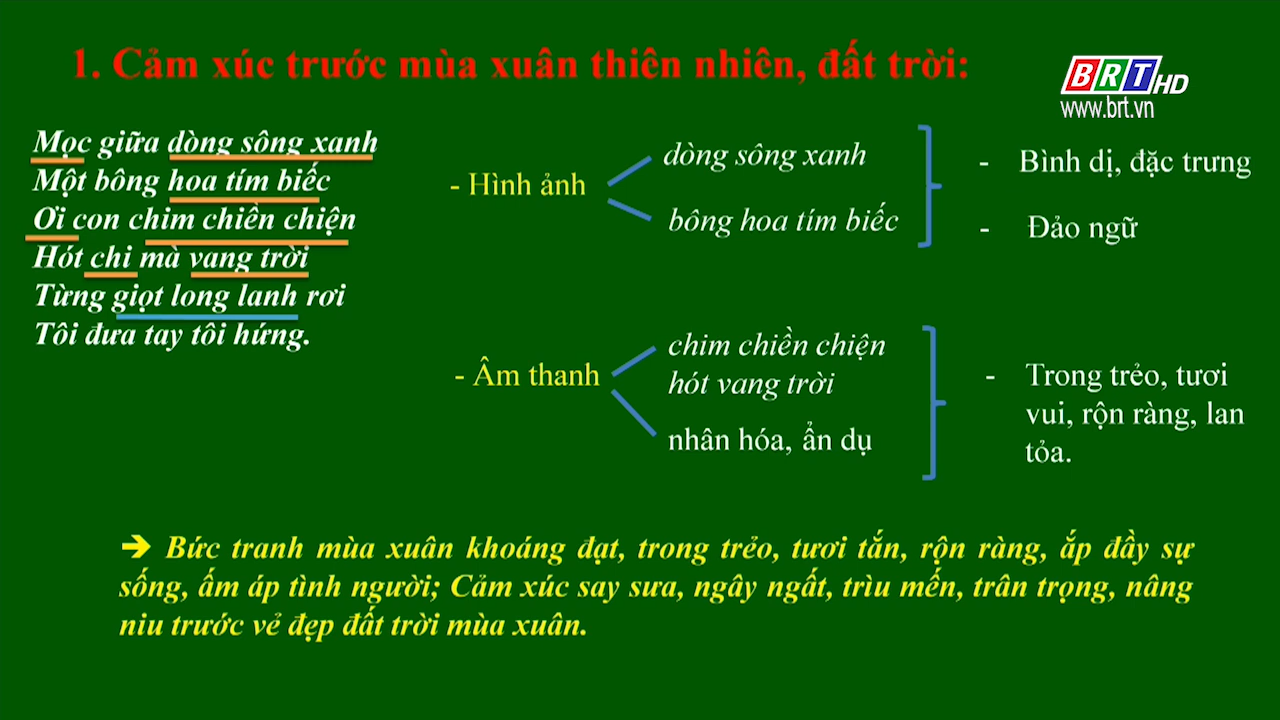 1. Cảm xúc trước mùa xuân thiên nhiên, đất trời:
BRT HD
www.brt.vn
Mọc giữa dòng sông xanh
Một bông hoa tím biếc
Ơi con chim chiền chiện
Hót chi mà vang trời
Từng giọt long lanh rơi
Tôi đưa tay tôi hứng.
- Hình ảnh
dòng sông xanh
bông hoa tím biếc
- Bình dị, đặc trưng
- Đảo ngữ
- Âm thanh
chim chiền chiện
hót vang trời
nhân hóa, ẩn dụ
- Trong trẻo, tươi
vui, rộn ràng, lan
tỏa.
➔ Bức tranh mùa xuân khoáng đạt, trong trẻo, tươi tắn, rộn ràng, ắp đầy sự
sống, ấm áp tình người; Cảm xúc say sưa, ngây ngất, trìu mến, trân trọng, nâng
niu trước vẻ đẹp đất trời mùa xuân.